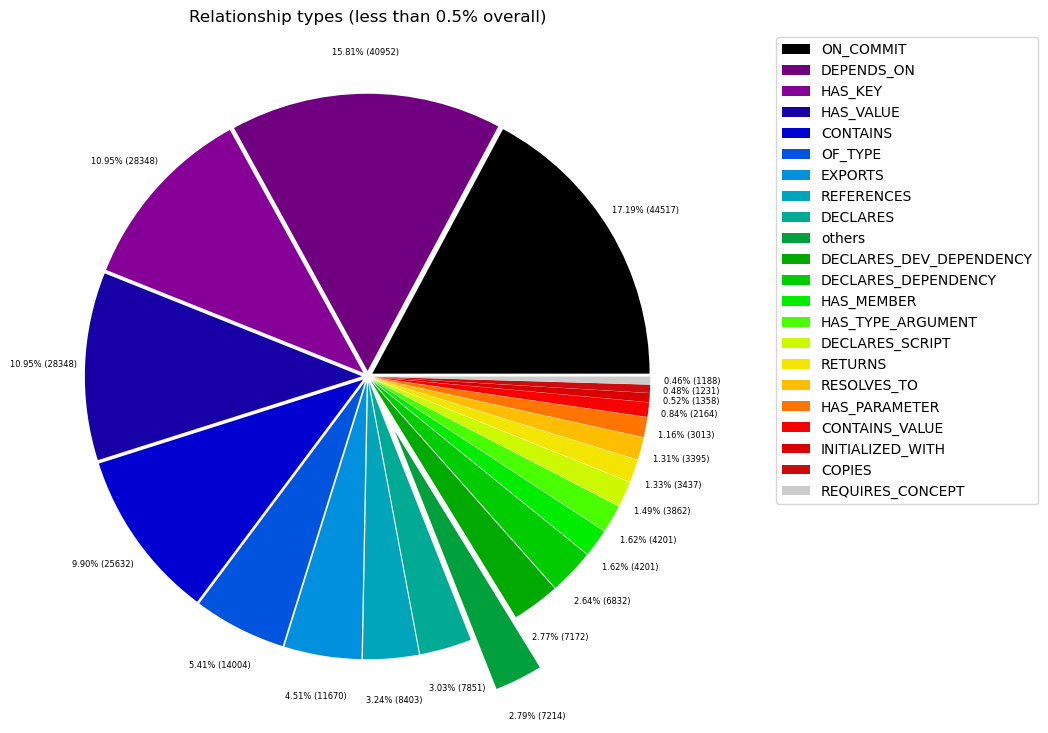 Relationship types (less than 0.5% overall)
15.81% (40952)
10.95% (28348)
17.19% (44517)
10.95% (28348)
9.90% (25632)
5.41% (14004)
4.51% (11670)
3.24% (8403)
3.03% (7851)
2.79% (7214)
2.77% (7172)
2.64% (6832)
1.62% (4201)
1.62% (4201)
1.49% (3862)
1.33% (3437)
1.31% (3395)
1.16% (3013)
0.84% (2164)
0.52% (1358)
0.48% (1231)
0.46% (1188)
ON_COMMIT
DEPENDS_ON
HAS_KEY
HAS_VALUE
CONTAINS
OF_TYPE
EXPORTS
REFERENCES
DECLARES
others
DECLARES_DEV_DEPENDENCY
DECLARES_DEPENDENCY
HAS_MEMBER
HAS_TYPE_ARGUMENT
DECLARES_SCRIPT
RETURNS
RESOLVES_TO
HAS_PARAMETER
CONTAINS_VALUE
INITIALIZED_WITH
COPIES
REQUIRES_CONCEPT